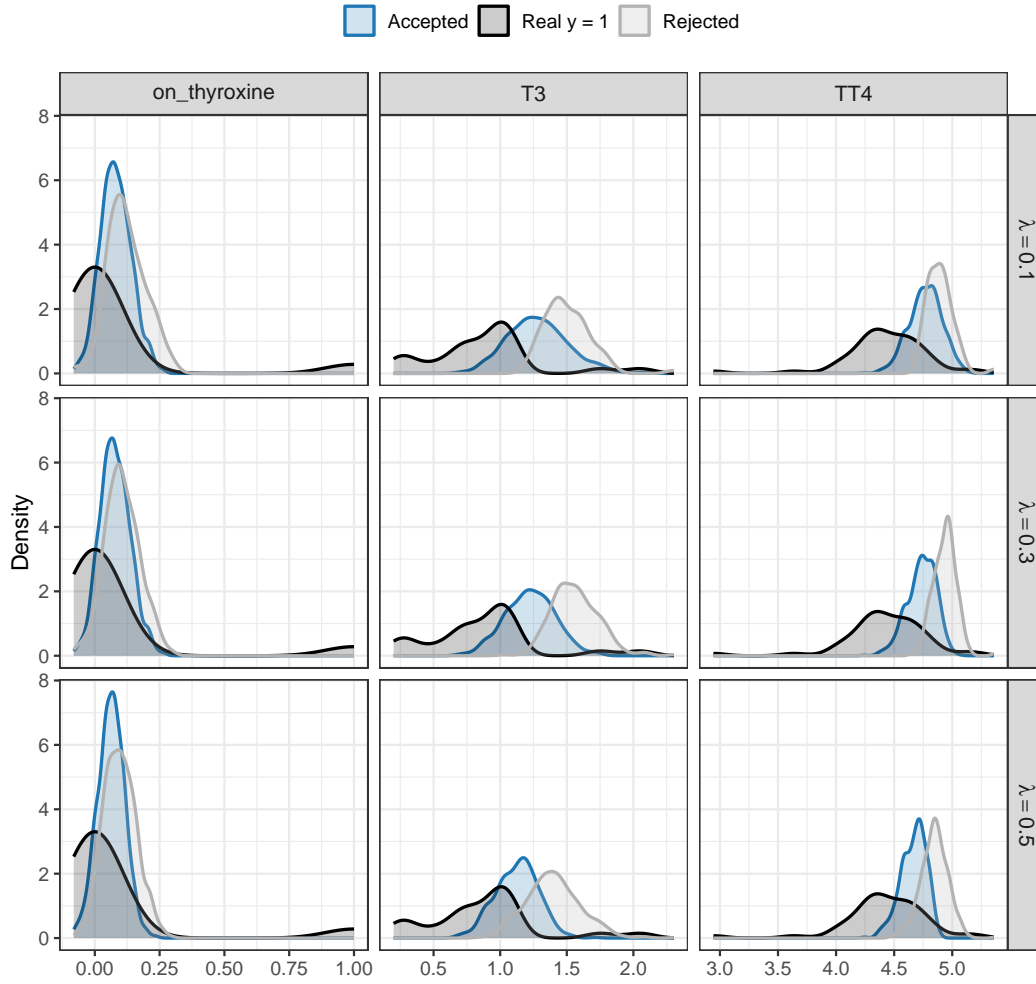 Accepted Real y = 1 Rejected
on_thyroxine T3 TT4
8
6
4
2
0
λ = 0.1
8
6
4
2
0
λ = 0.3
8
6
4
2
0
λ = 0.5
Density
0.00 0.25 0.50 0.75 1.00
0.5 1.0 1.5 2.0
3.0 3.5 4.0 4.5 5.0